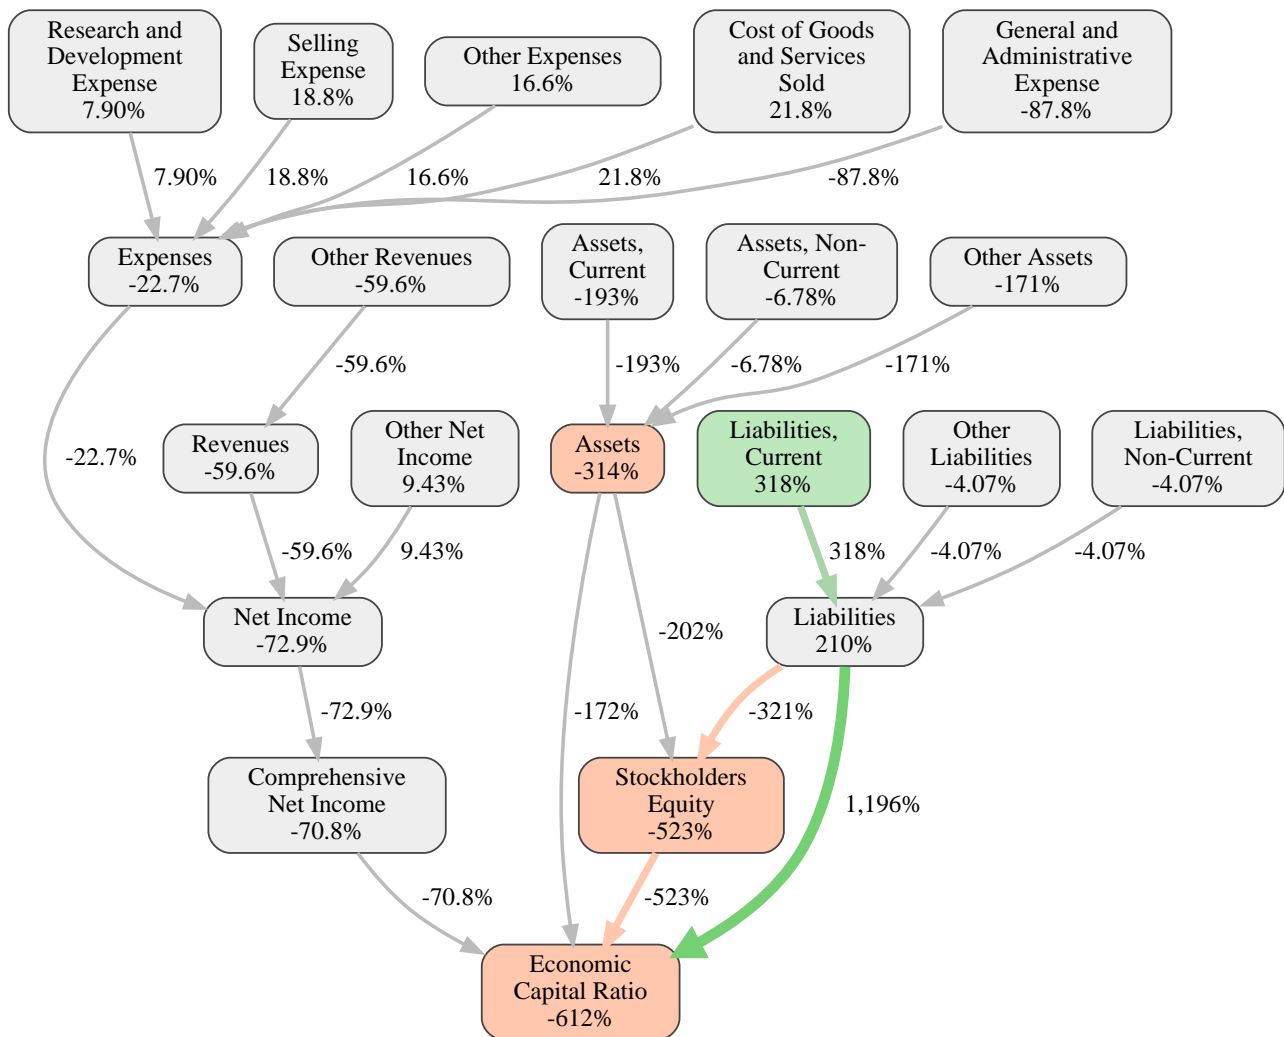 Research and
Development
Expense
7.90%
Selling
Expense
18.8%
Other Expenses
16.6%
Cost of Goods
and Services
Sold
21.8%
General and
Administrative
Expense
-87.8%
7.90%
18.8%
16.6%
21.8%
-87.8%
Expenses
-22.7%
Other Revenues
-59.6%
Assets,
Current
-193%
Assets, Non-
Current
-6.78%
Other Assets
-171%
-59.6%
-193%
-6.78%
-171%
-22.7%
Revenues
-59.6%
Other Net
Income
9.43%
Assets
-314%
Liabilities,
Current
318%
Other
Liabilities
-4.07%
Liabilities,
Non-Current
-4.07%
-59.6%
9.43%
318%
-4.07%
-4.07%
Net Income
-72.9%
-202%
Liabilities
210%
-72.9%
-172%
-321%
Comprehensive
Net Income
-70.8%
Stockholders
Equity
-523%
1,196%
-70.8%
-523%
Economic
Capital Ratio
-612%